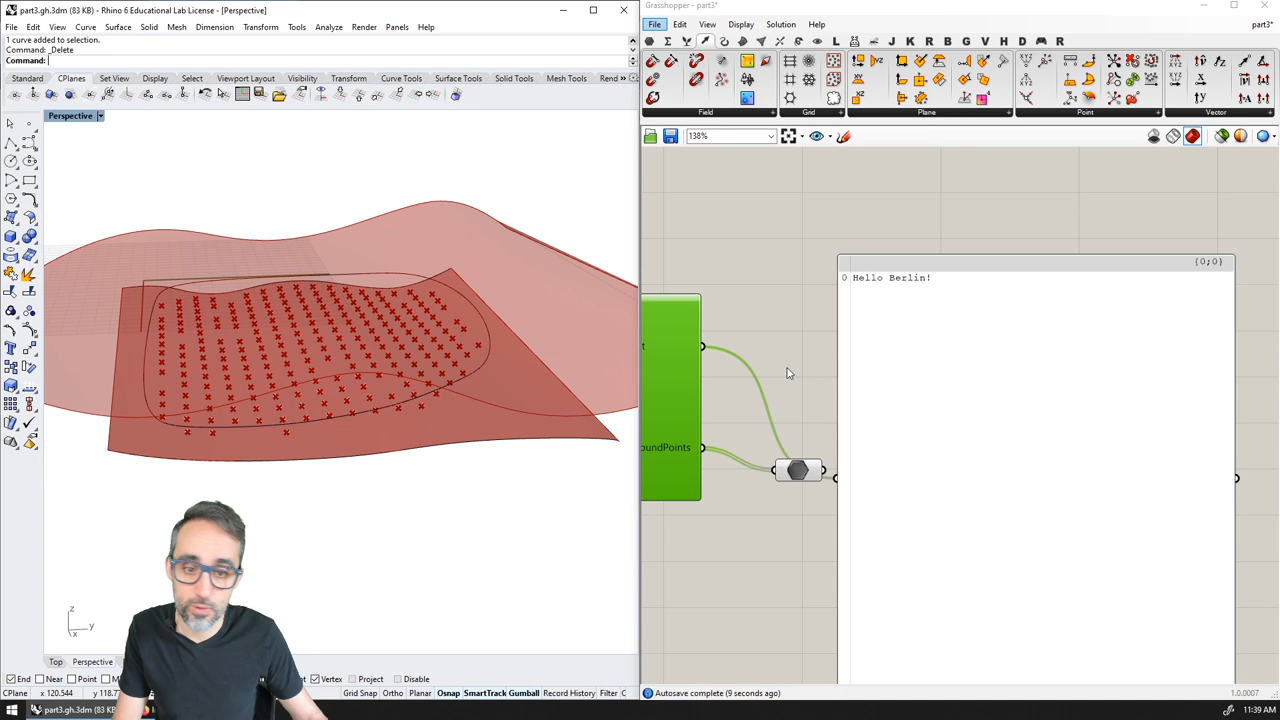 part3.gh.3dm (83 KB) - Rhino 6 Educational Lab License - [Perspective]
File Edit View Curve Surface Solid Mesh Dimension Transform Tools Analyze Render Panels Help
1 curve added to selection.
Command: _Delete
Command:
Standard CPlanes Set View Display Select Viewport Layout Visibility Transform Curve Tools Surface Tools Solid Tools Mesh Tools Rend »
Perspective
z
y
x
Top Perspective
End Near Point Vertex Project Disable
CPlane x 120.544 Grid Snap Ortho Planar Osnap SmartTrack Gumball Record History Filter C
Grasshopper - part3*
File Edit View Display Solution Help part3*
J K R B G V H D R
Field Grid Plane Point Vector
138%
{0;0}
0 Hello Berlin!
oundPoints
Autosave complete (9 seconds ago) 1.0.0007
11:39 AM